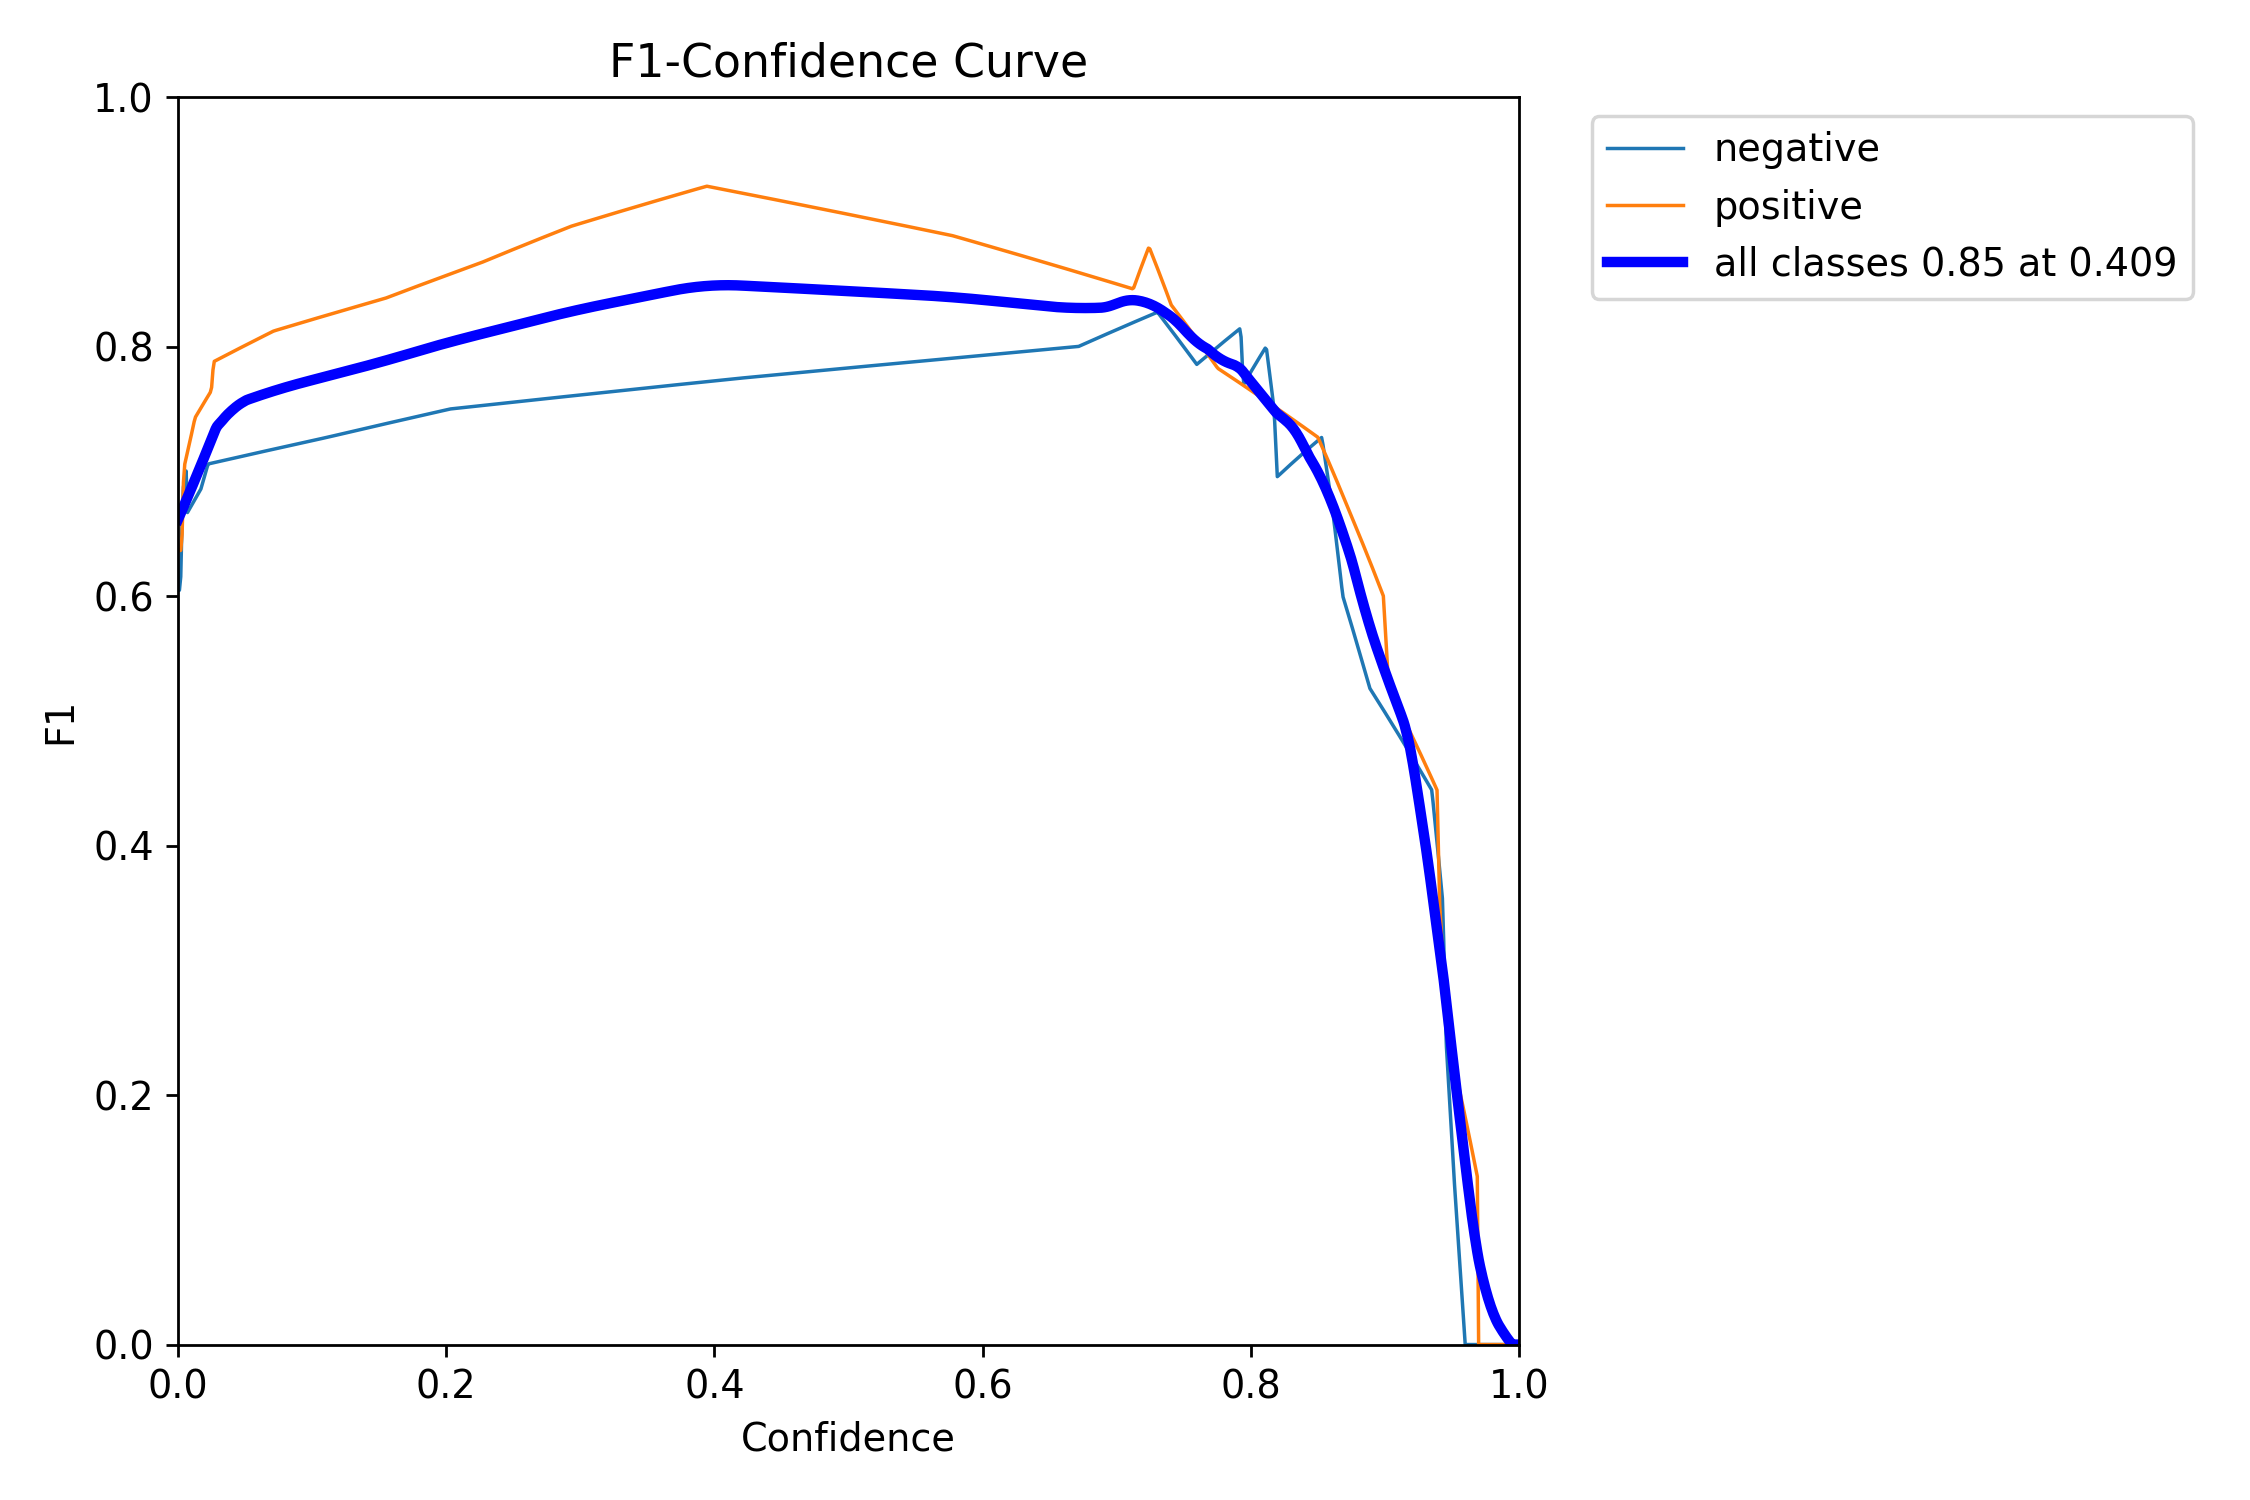 F1-Confidence Curve
1.0
0.8
0.6
0.4
0.2
0.0
F1
0.0 0.2 0.4 0.6 0.8 1.0
Confidence
negative
positive
all classes 0.85 at 0.409